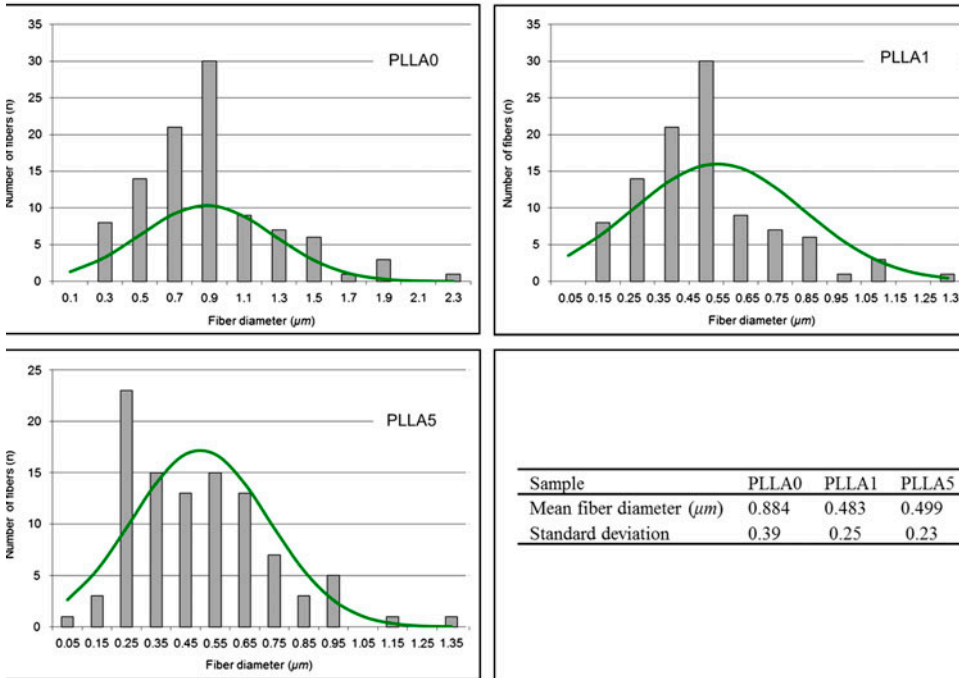 35
30
25
20
15
10
5
0
Number of fibers (n)
PLLA0
0.1 0.3 0.5 0.7 0.9 1.1 1.3 1.5 1.7 1.9 2.1 2.3
Fiber diameter (µm)
35
30
25
20
15
10
5
0
Number of fibers (n)
PLLA1
0.05 0.15 0.25 0.35 0.45 0.55 0.65 0.75 0.85 0.95 1.05 1.15 1.25 1.3
Fiber diameter (µm)
25
20
15
10
5
0
Number of fibers (n)
PLLA5
0.05 0.15 0.25 0.35 0.45 0.55 0.65 0.75 0.85 0.95 1.05 1.15 1.25 1.35
Fiber diameter (µm)
Sample PLLA0 PLLA1 PLLA5
Mean fiber diameter (µm) 0.884 0.483 0.499
Standard deviation 0.39 0.25 0.23